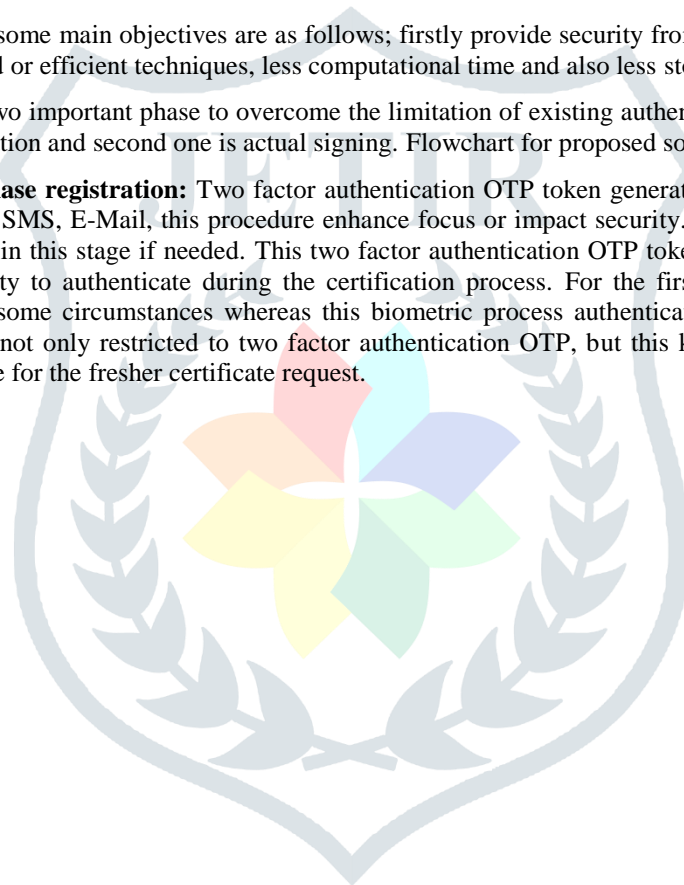 some main objectives are as follows; firstly provide security fro
d or efficient techniques, less computational time and also less sto
wo important phase to overcome the limitation of existing authe
tion and second one is actual signing. Flowchart for proposed so
ase registration: Two factor authentication OTP token generat
SMS, E-Mail, this procedure enhance focus or impact security.
in this stage if needed. This two factor authentication OTP toke
ty to authenticate during the certification process. For the firs
some circumstances whereas this biometric process authentica
not only restricted to two factor authentication OTP, but this k
e for the fresher certificate request.
JETIR